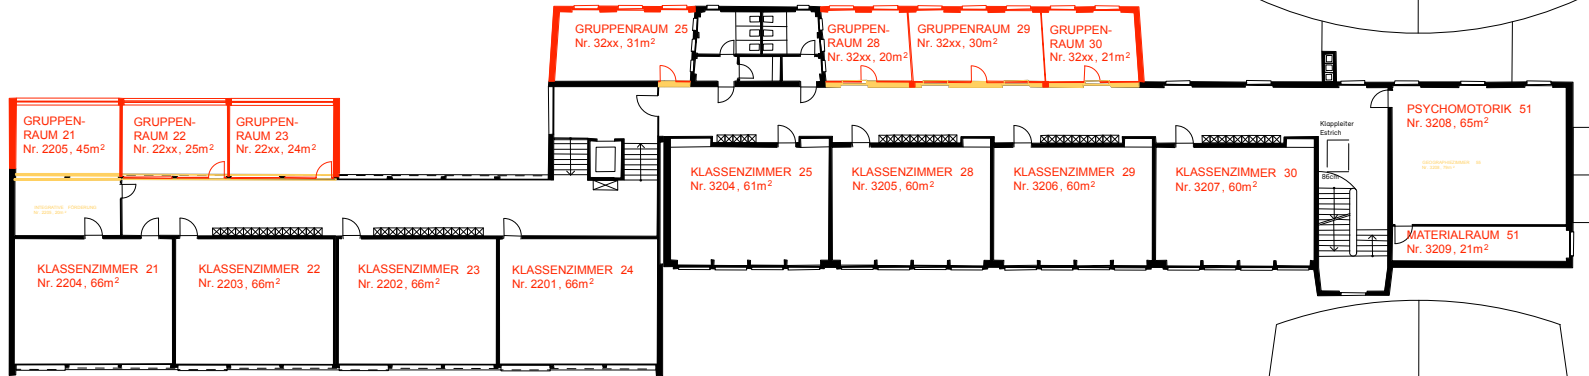 GRUPPENRAUM 25
Nr. 32xx, 31m²
GRUPPEN-
RAUM 28
Nr. 32xx, 20m²
GRUPPENRAUM 29
Nr. 32xx, 30m²
GRUPPEN-
RAUM 30
Nr. 32xx, 21m²
GRUPPEN-
RAUM 21
Nr. 2205, 45m²
GRUPPEN-
RAUM 22
Nr. 22xx, 25m²
GRUPPEN-
RAUM 23
Nr. 22xx, 24m²
PSYCHOMOTORIK 51
Nr. 3208, 65m²
Klappleiter
Estrich
86cm
KLASSENZIMMER 25
Nr. 3204, 61m²
KLASSENZIMMER 28
Nr. 3205, 60m²
KLASSENZIMMER 29
Nr. 3206, 60m²
KLASSENZIMMER 30
Nr. 3207, 60m²
MATERIALRAUM 51
Nr. 3209, 21m²
KLASSENZIMMER 21
Nr. 2204, 66m²
KLASSENZIMMER 22
Nr. 2203, 66m²
KLASSENZIMMER 23
Nr. 2202, 66m²
KLASSENZIMMER 24
Nr. 2201, 66m²